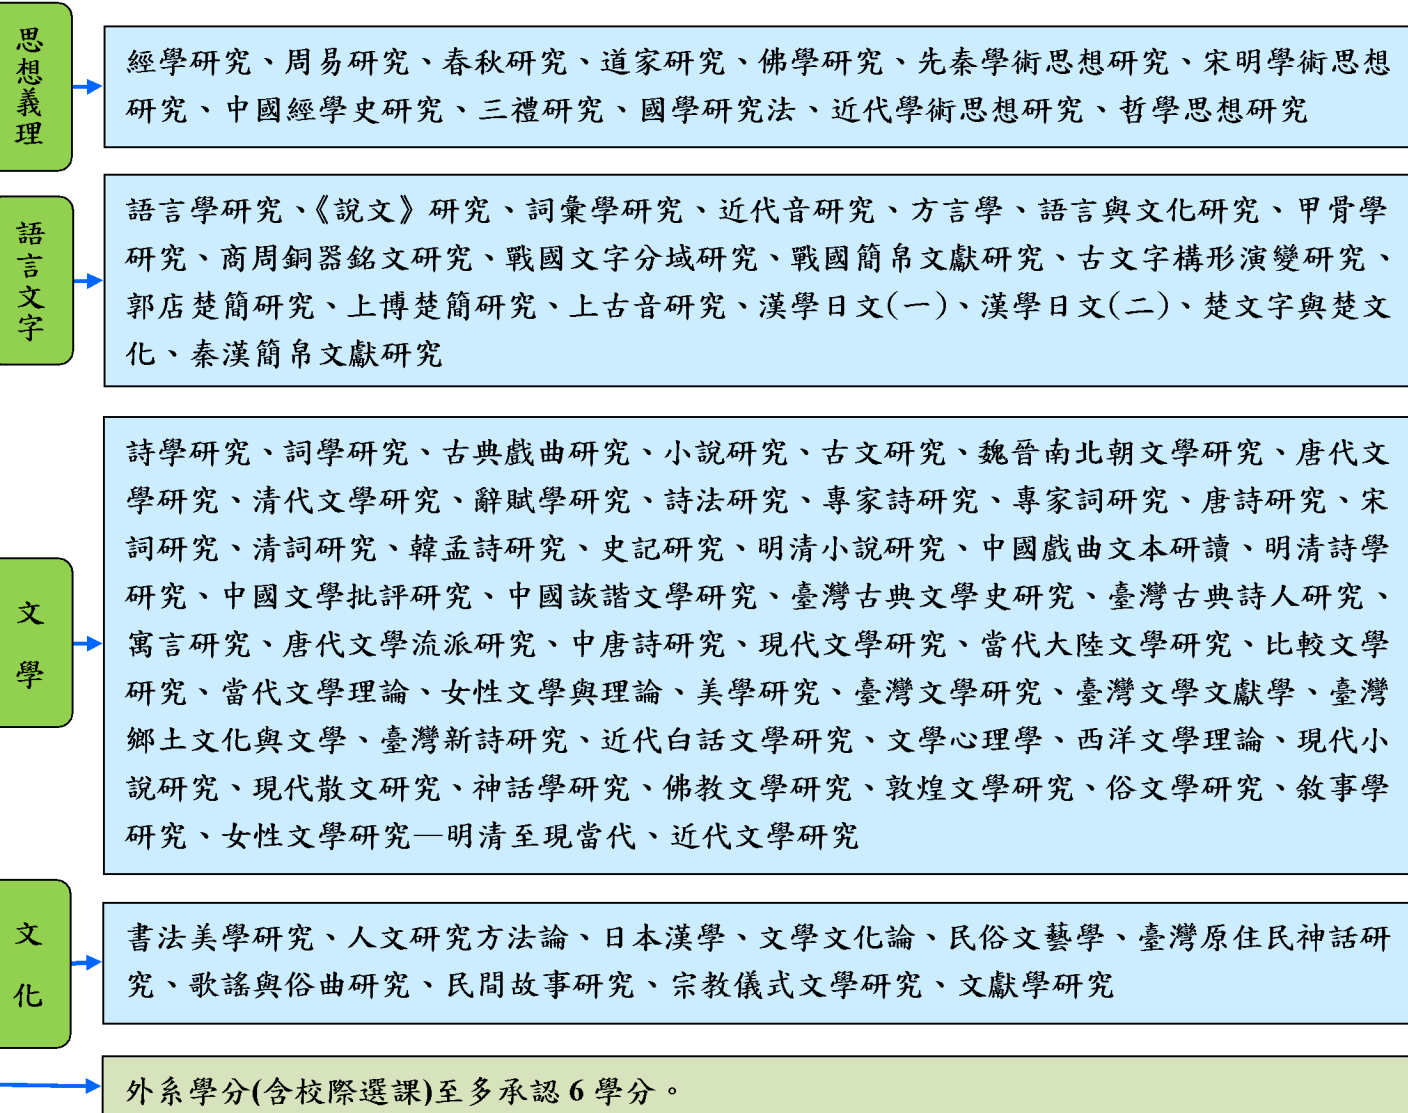 思想義理
經學研究、周易研究、春秋研究、道家研究、佛學研究、先秦學術思想研究、宋明學術思想
研究、中國經學史研究、三禮研究、國學研究法、近代學術思想研究、哲學思想研究
語言文字
語言學研究、《說文》研究、詞彙學研究、近代音研究、方言學、語言與文化研究、甲骨學
研究、商周銅器銘文研究、戰國文字分域研究、戰國簡帛文獻研究、古文字構形演變研究、
郭店楚簡研究、上博楚簡研究、上古音研究、漢學日文(一)、漢學日文(二)、楚文字與楚文
化、秦漢簡帛文獻研究
文學
詩學研究、詞學研究、古典戲曲研究、小說研究、古文研究、魏晉南北朝文學研究、唐代文
學研究、清代文學研究、辭賦學研究、詩法研究、專家詩研究、專家詞研究、唐詩研究、宋
詞研究、清詞研究、韓孟詩研究、史記研究、明清小說研究、中國戲曲文本研讀、明清詩學
研究、中國文學批評研究、中國詼諧文學研究、臺灣古典文學史研究、臺灣古典詩人研究、
寓言研究、唐代文學流派研究、中唐詩研究、現代文學研究、當代大陸文學研究、比較文學
研究、當代文學理論、女性文學與理論、美學研究、臺灣文學研究、臺灣文學文獻學、臺灣
鄉土文化與文學、臺灣新詩研究、近代白話文學研究、文學心理學、西洋文學理論、現代小
說研究、現代散文研究、神話學研究、佛教文學研究、敦煌文學研究、俗文學研究、敘事學
研究、女性文學研究—明清至現當代、近代文學研究
文化
書法美學研究、人文研究方法論、日本漢學、文學文化論、民俗文藝學、臺灣原住民神話研
究、歌謠與俗曲研究、民間故事研究、宗教儀式文學研究、文獻學研究
外系學分(含校際選課)至多承認 6 學分。